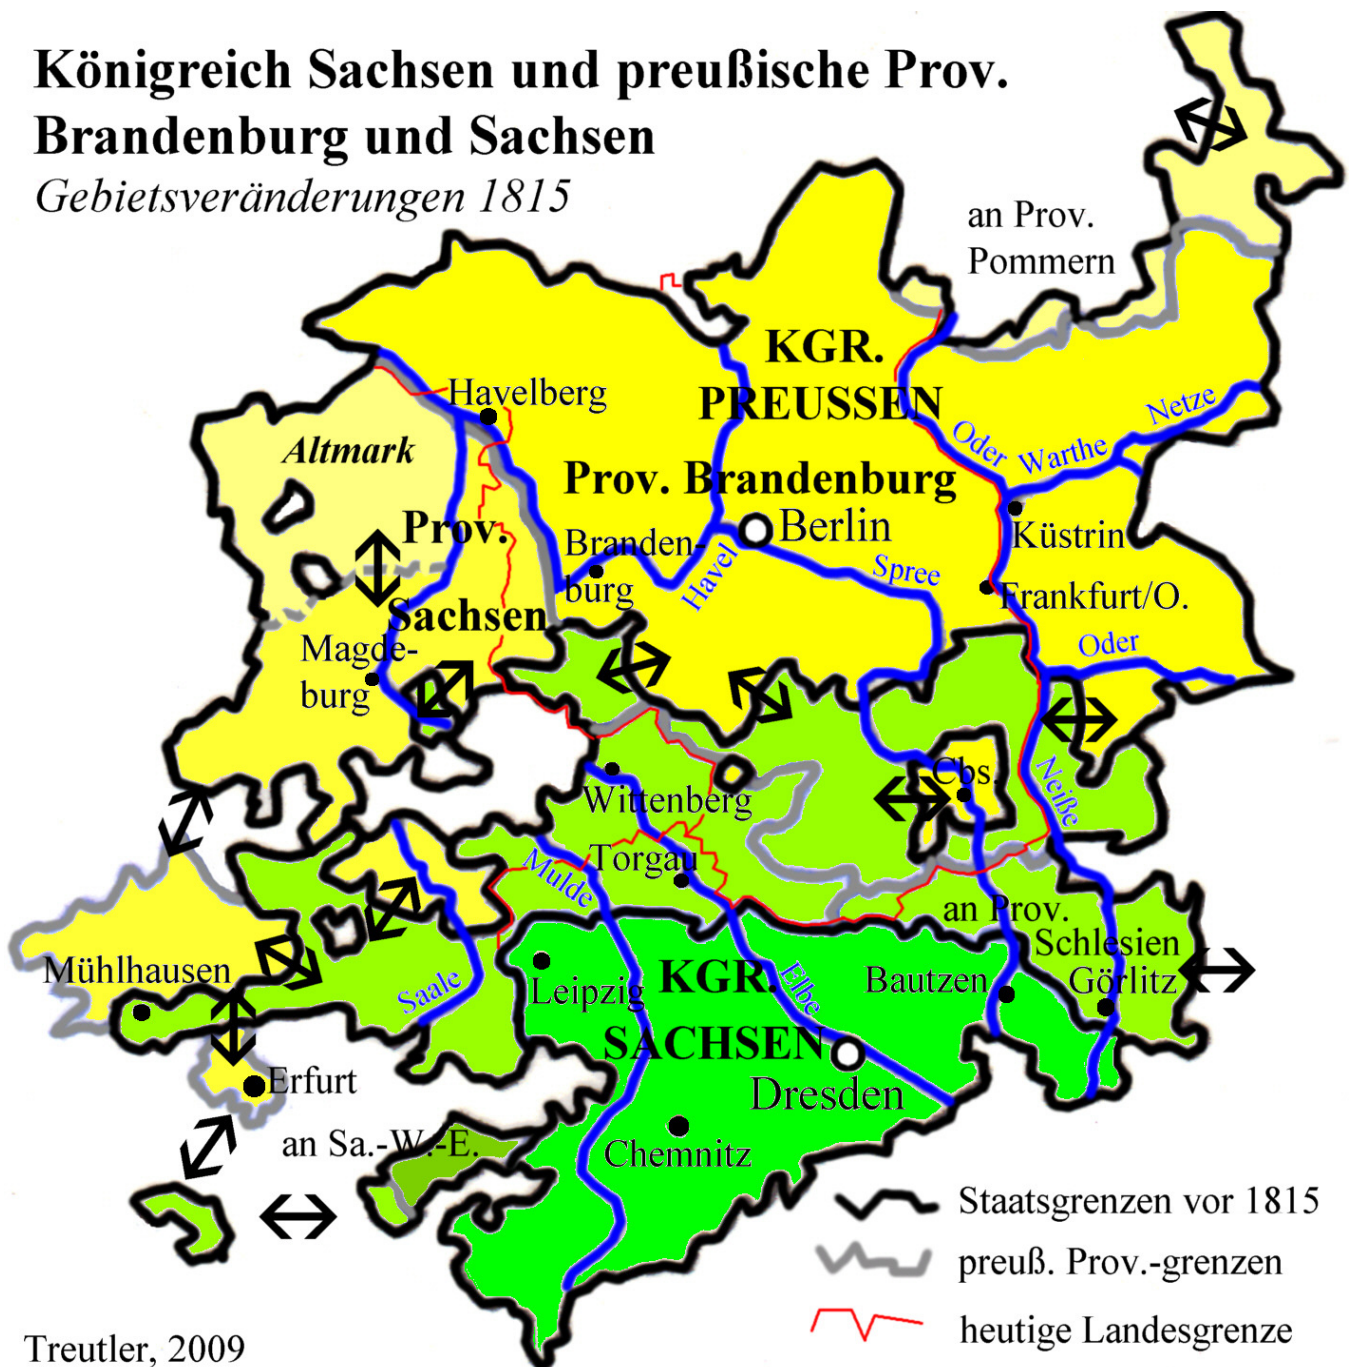 Königreich Sachsen und preußische Prov.
Brandenburg und Sachsen
Gebietsveränderungen 1815
an Prov.
Pommern
KGR.
PREUSSEN
Havelberg
Netze
Altmark
Oder
Warthe
Prov. Brandenburg
Prov.
Berlin
Küstrin
Branden-
burg
Havel
Spree
Frankfurt/O.
Sachsen
Magde-
burg
Oder
Cbs.
Neiße
Wittenberg
Torgau
Mulde
an Prov.
Schlesien
Mühlhausen
Saale
Leipzig
KGR.
Elbe
Bautzen
Görlitz
SACHSEN
Dresden
Erfurt
an Sa.-W.-E.
Chemnitz
Staatsgrenzen vor 1815
preuß. Prov.-grenzen
heutige Landesgrenze
Treutler, 2009